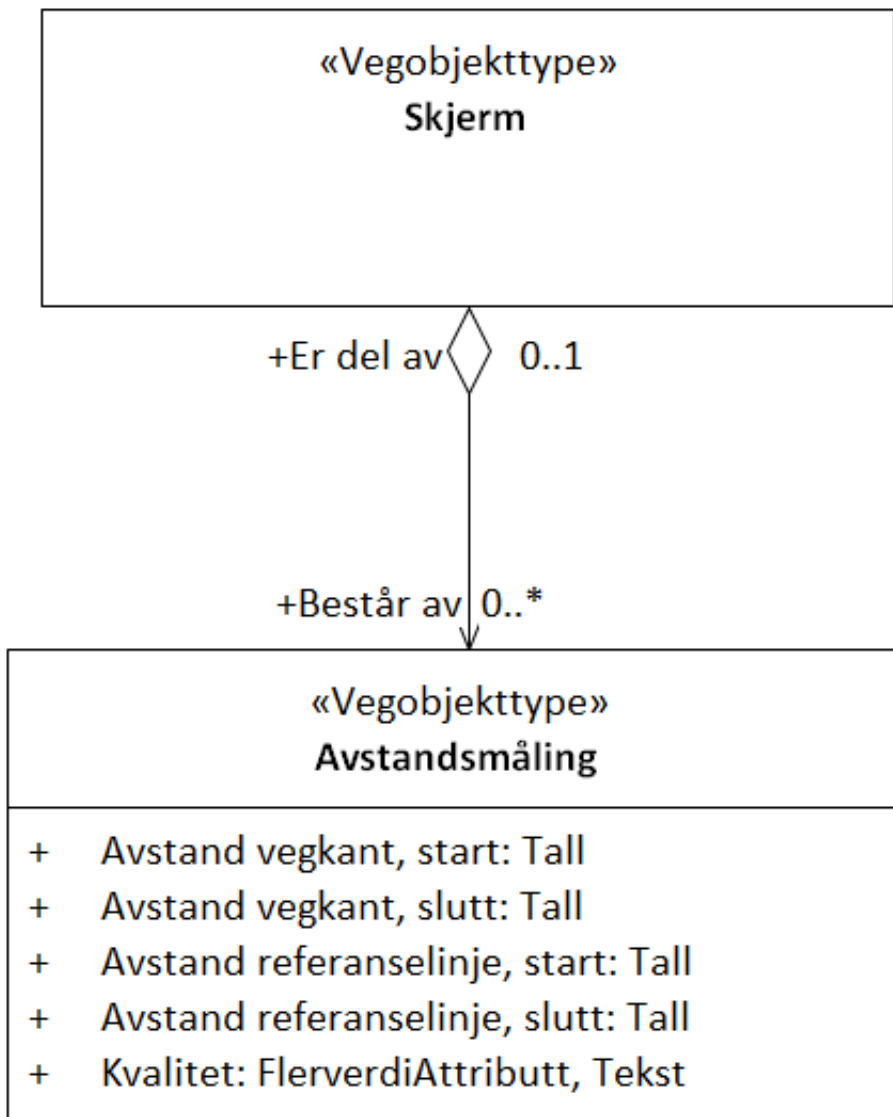 «Vegobjekttype»
Skjerm
+Er del av 0..1
+Består av 0..*
«Vegobjekttype»
Avstandsmåling
+ Avstand vegkant, start: Tall
+ Avstand vegkant, slutt: Tall
+ Avstand referanselinje, start: Tall
+ Avstand referanselinje, slutt: Tall
+ Kvalitet: FlerverdiAttributt, Tekst